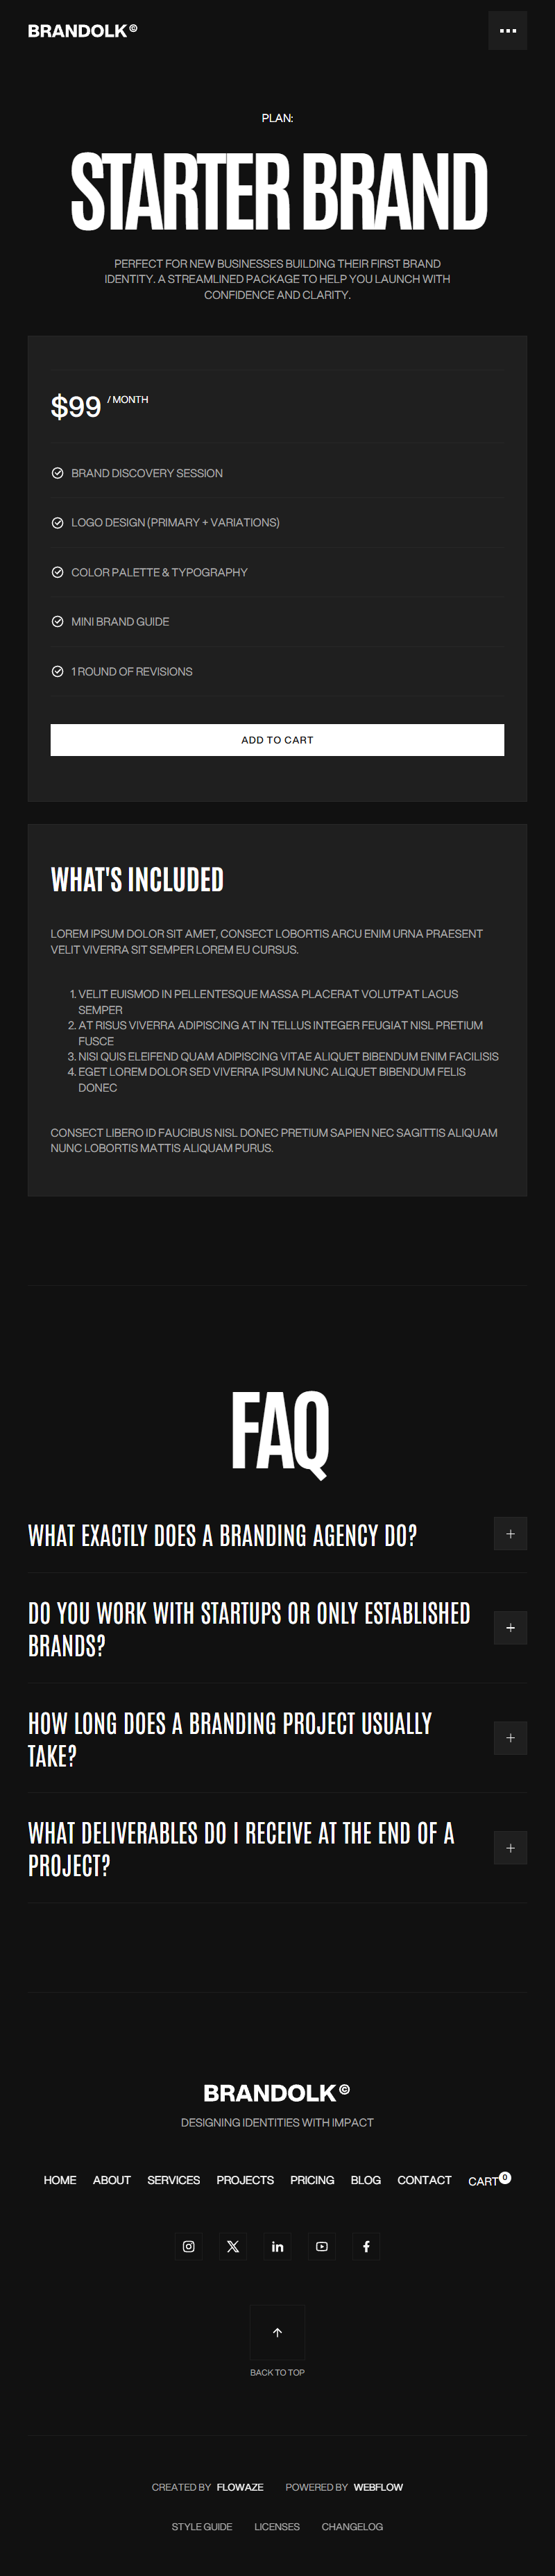 BRANDOLK©
PLAN:
STARTER BRAND
PERFECT FOR NEW BUSINESSES BUILDING THEIR FIRST BRAND
IDENTITY. A STREAMLINED PACKAGE TO HELP YOU LAUNCH WITH
CONFIDENCE AND CLARITY.
$99 / MONTH
BRAND DISCOVERY SESSION
LOGO DESIGN (PRIMARY + VARIATIONS)
COLOR PALETTE & TYPOGRAPHY
MINI BRAND GUIDE
1 ROUND OF REVISIONS
ADD TO CART
WHAT'S INCLUDED
LOREM IPSUM DOLOR SIT AMET, CONSECT LOBORTIS ARCU ENIM URNA PRAESENT
VELIT VIVERRA SIT SEMPER LOREM EU CURSUS.
1. VELIT EUISMOD IN PELLENTESQUE MASSA PLACERAT VOLUTPAT LACUS
SEMPER
2. AT RISUS VIVERRA ADIPISCING AT IN TELLUS INTEGER FEUGIAT NISL PRETIUM
FUSCE
3. NISI QUIS ELEIFEND QUAM ADIPISCING VITAE ALIQUET BIBENDUM ENIM FACILISIS
4. EGET LOREM DOLOR SED VIVERRA IPSUM NUNC ALIQUET BIBENDUM FELIS
DONEC
CONSECT LIBERO ID FAUCIBUS NISL DONEC PRETIUM SAPIEN NEC SAGITTIS ALIQUAM
NUNC LOBORTIS MATTIS ALIQUAM PURUS.
FAQ
WHAT EXACTLY DOES A BRANDING AGENCY DO?
DO YOU WORK WITH STARTUPS OR ONLY ESTABLISHED
BRANDS?
HOW LONG DOES A BRANDING PROJECT USUALLY
TAKE?
WHAT DELIVERABLES DO I RECEIVE AT THE END OF A
PROJECT?
BRANDOLK©
DESIGNING IDENTITIES WITH IMPACT
HOME ABOUT SERVICES PROJECTS PRICING BLOG CONTACT CART 0
BACK TO TOP
CREATED BY FLOWAZE POWERED BY WEBFLOW
STYLE GUIDE LICENSES CHANGELOG